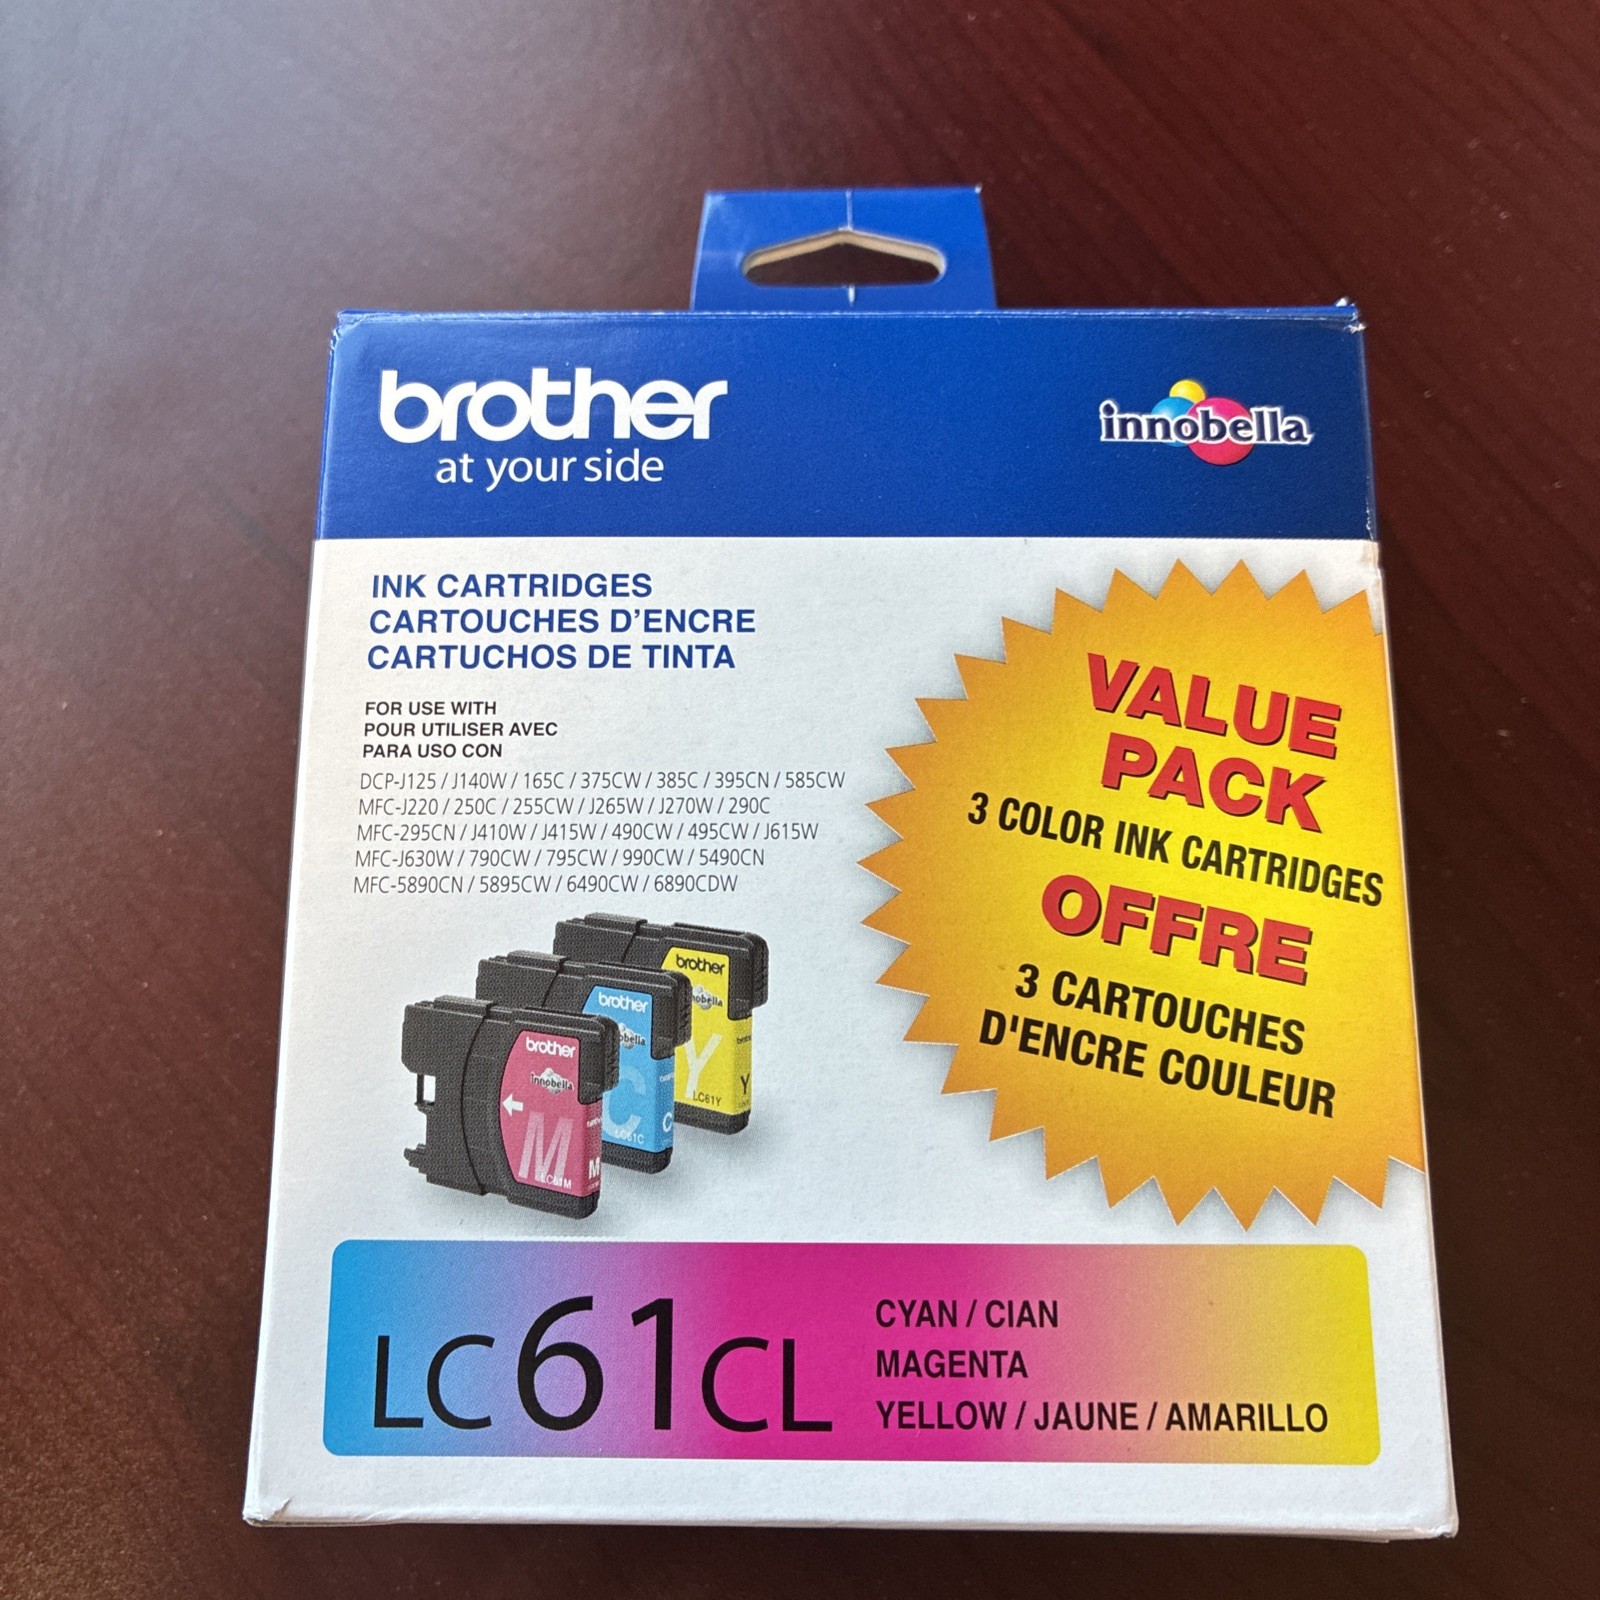 brother
at your side
innobella
INK CARTRIDGES
CARTOUCHES D'ENCRE
CARTUCHOS DE TINTA
FOR USE WITH
POUR UTILISER AVEC
PARA USO CON
DCP-J125 / J140W / 165C / 375CW / 385C / 395CN / 585CW
MFC-J220 / 250C / 255CW / J265W / J270W / 290C
MFC-295CN / J410W / J415W / 490CW / 495CW / J615W
MFC-J630W / 790CW / 795CW / 990CW / 5490CN
MFC-5890CN / 5895CW / 6490CW / 6890CDW
VALUE
PACK
3 COLOR INK CARTRIDGES
OFFRE
3 CARTOUCHES
D'ENCRE COULEUR
brother
Y
LC61Y
Y
brother
C
LC61C
C
brother
innobella
M
LC61M
M
LC61CL
CYAN / CIAN
MAGENTA
YELLOW / JAUNE / AMARILLO